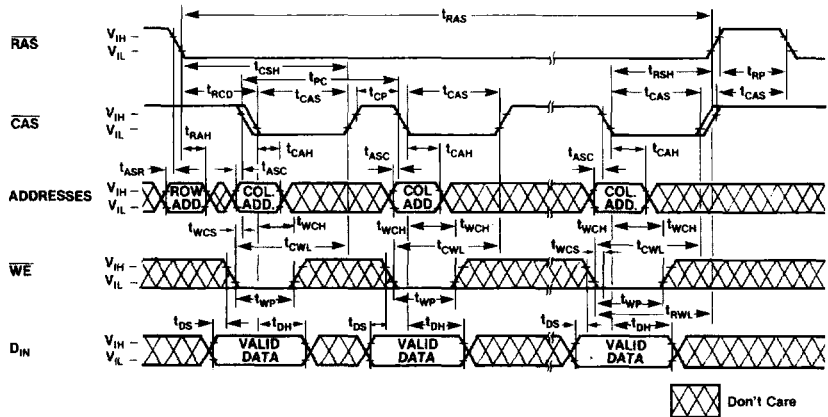 tRAS
RAS VIH
VIL
tCSH tPC tRSH tRP
tRCD tCAS tCP tCAS tCAS tCAS
CAS VIH
VIL
tRAH tCAH tCAH tCAH
tASR tASC tASC tASC
ADDRESSES VIH
VIL
ROW ADD.
COL. ADD.
COL ADD.
COL ADD.
tWCS tWCH tWCH tWCH tWCS tWCH tWCH
tCWL tCWL tCWL
WE VIH
VIL
tWP tWP tWP
tRWL
tDS tDH tDS tDH tDS tDH
DIN VIH
VIL
VALID DATA
VALID DATA
VALID DATA
Don't Care